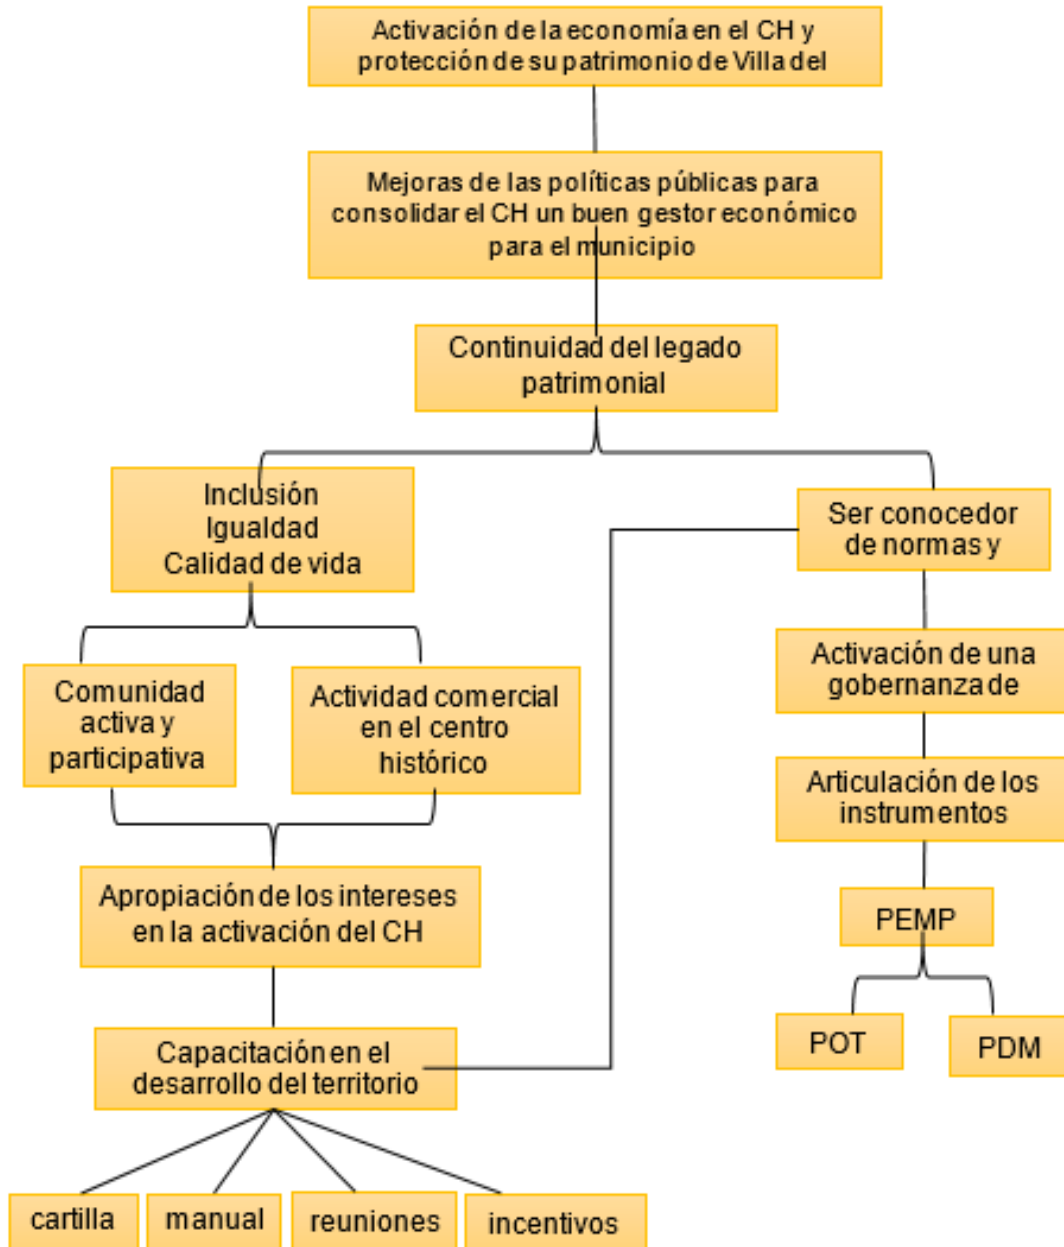 Activación de la economía en el CH y
protección de su patrimonio de Villa del
Mejoras de las políticas públicas para
consolidar el CH un buen gestor económico
para el municipio
Continuidad del legado
patrimonial
Inclusión
Igualdad
Calidad de vida
Ser conocedor
de normas y
Comunidad
activa y
participativa
Actividad comercial
en el centro
histórico
Activación de una
gobernanza de
Articulación de los
instrumentos
Apropiación de los intereses
en la activación del CH
PEMP
POT
PDM
Capacitación en el
desarrollo del territorio
cartilla
manual
reuniones
incentivos